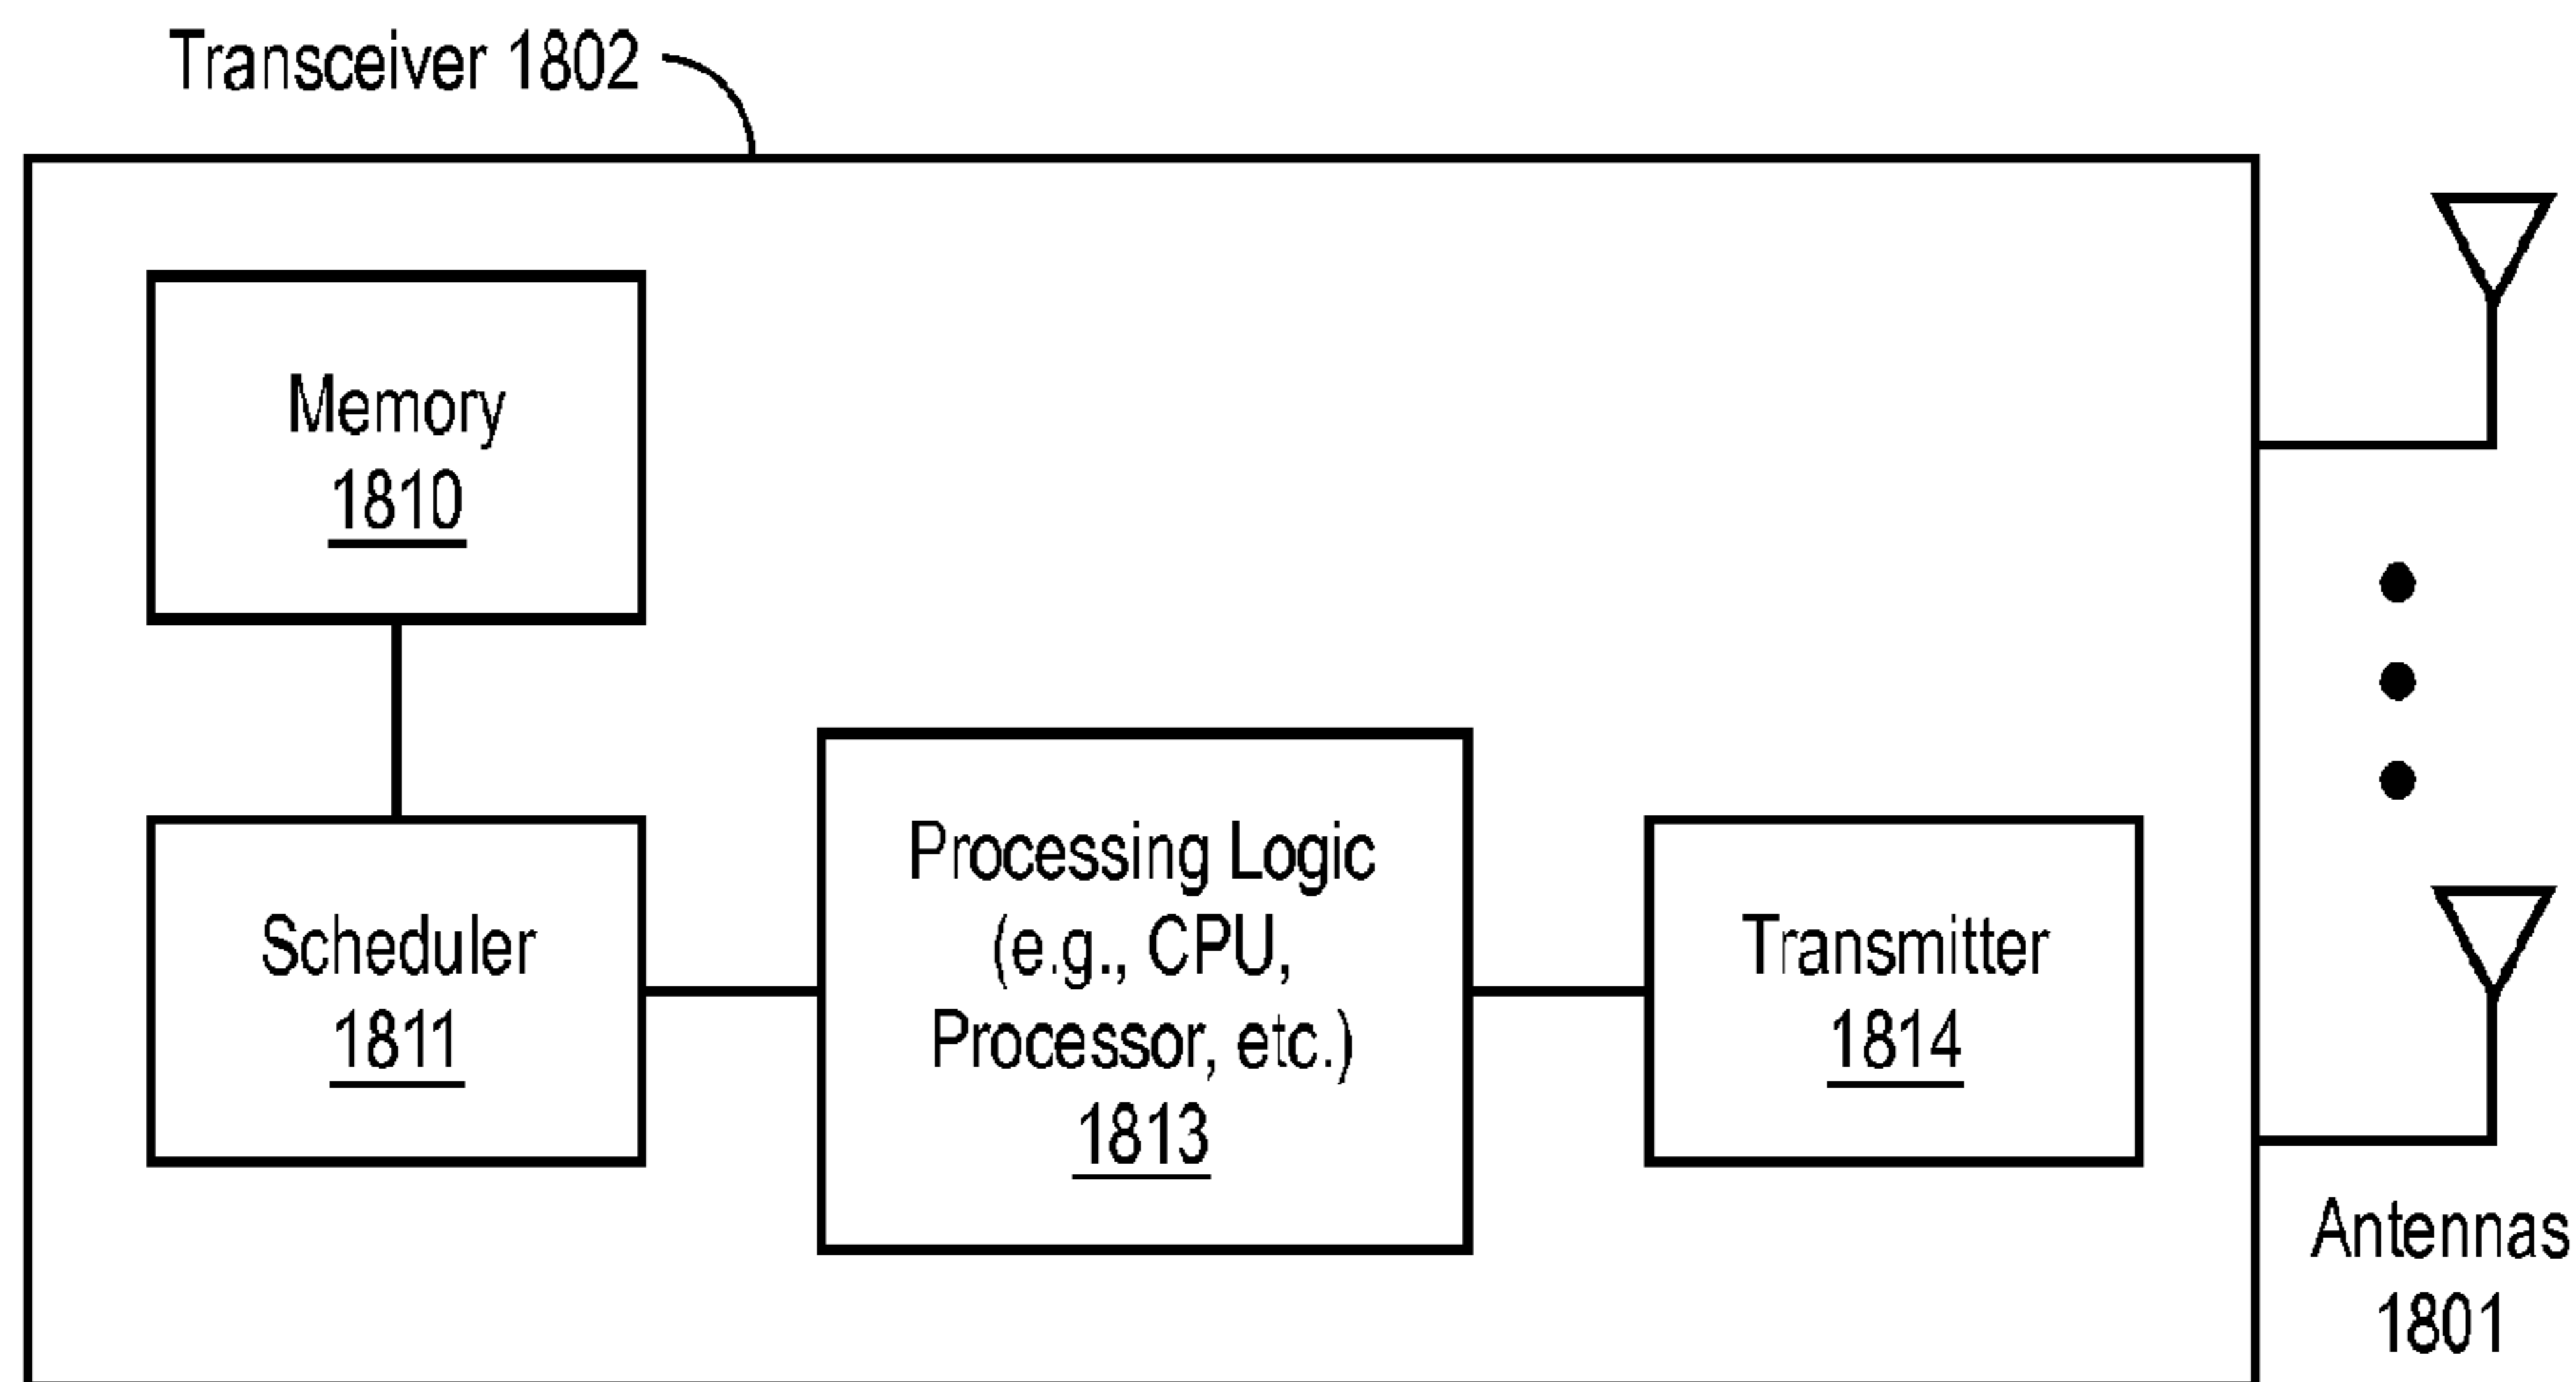 Transceiver 1802
Memory
1810
Scheduler
1811
Processing Logic
(e.g., CPU,
Processor, etc.)
1813
Transmitter
1814
Antennas
1801